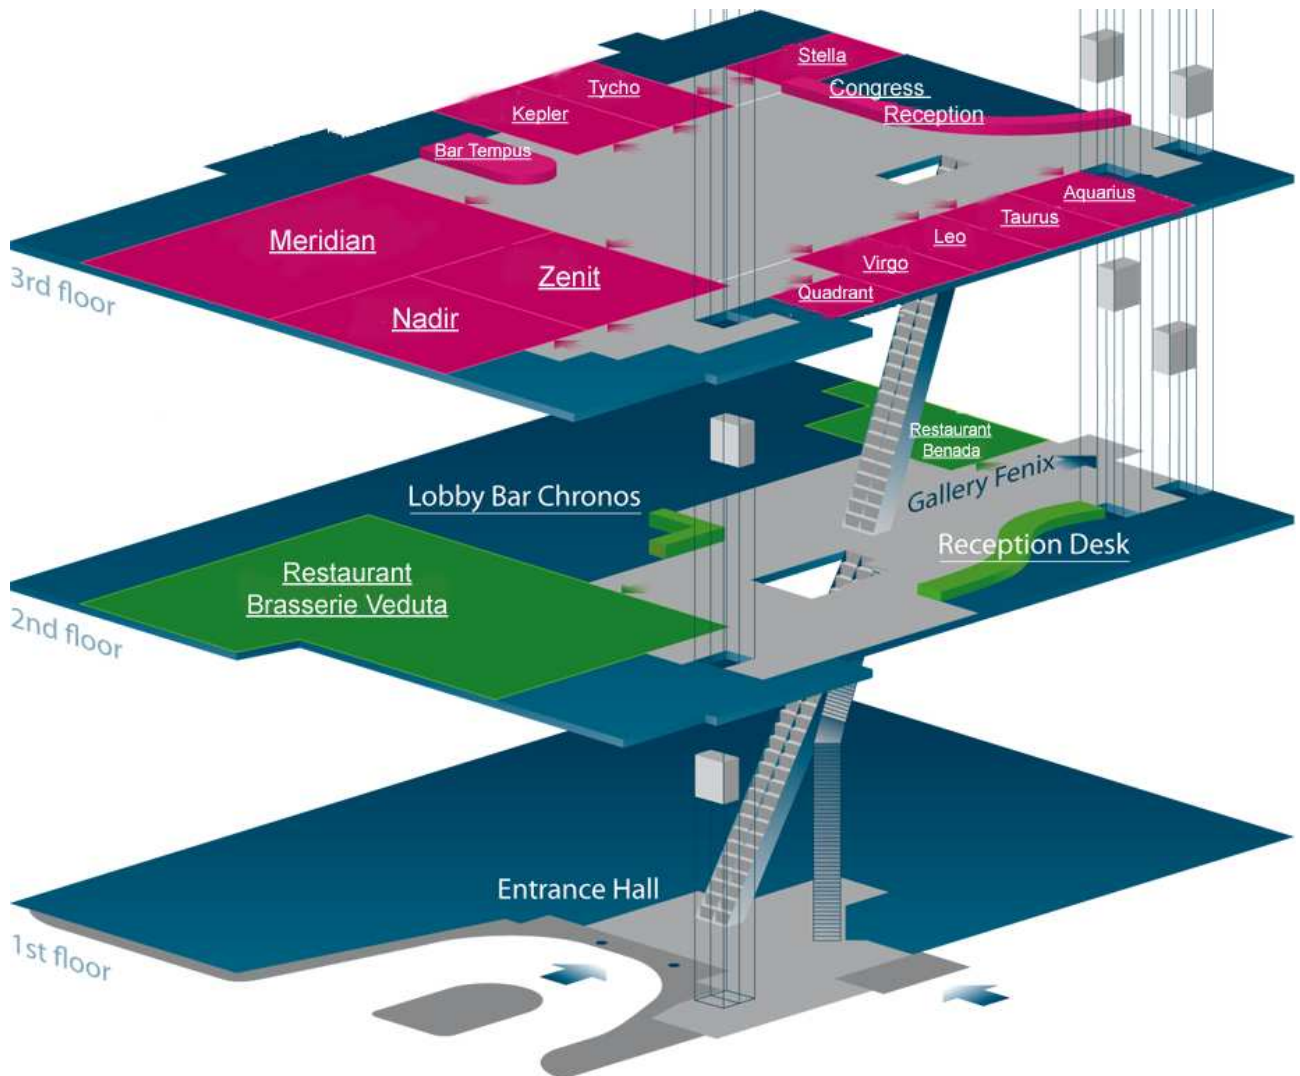 Stella
Tycho
Congress
Reception
Kepler
Bar Tempus
Aquarius
Taurus
Meridian
Leo
Zenit
Virgo
Quadrant
Nadir
3rd floor
Restaurant
Benada
Gallery Fenix
Lobby Bar Chronos
Reception Desk
Restaurant
Brasserie Veduta
2nd floor
Entrance Hall
1st floor